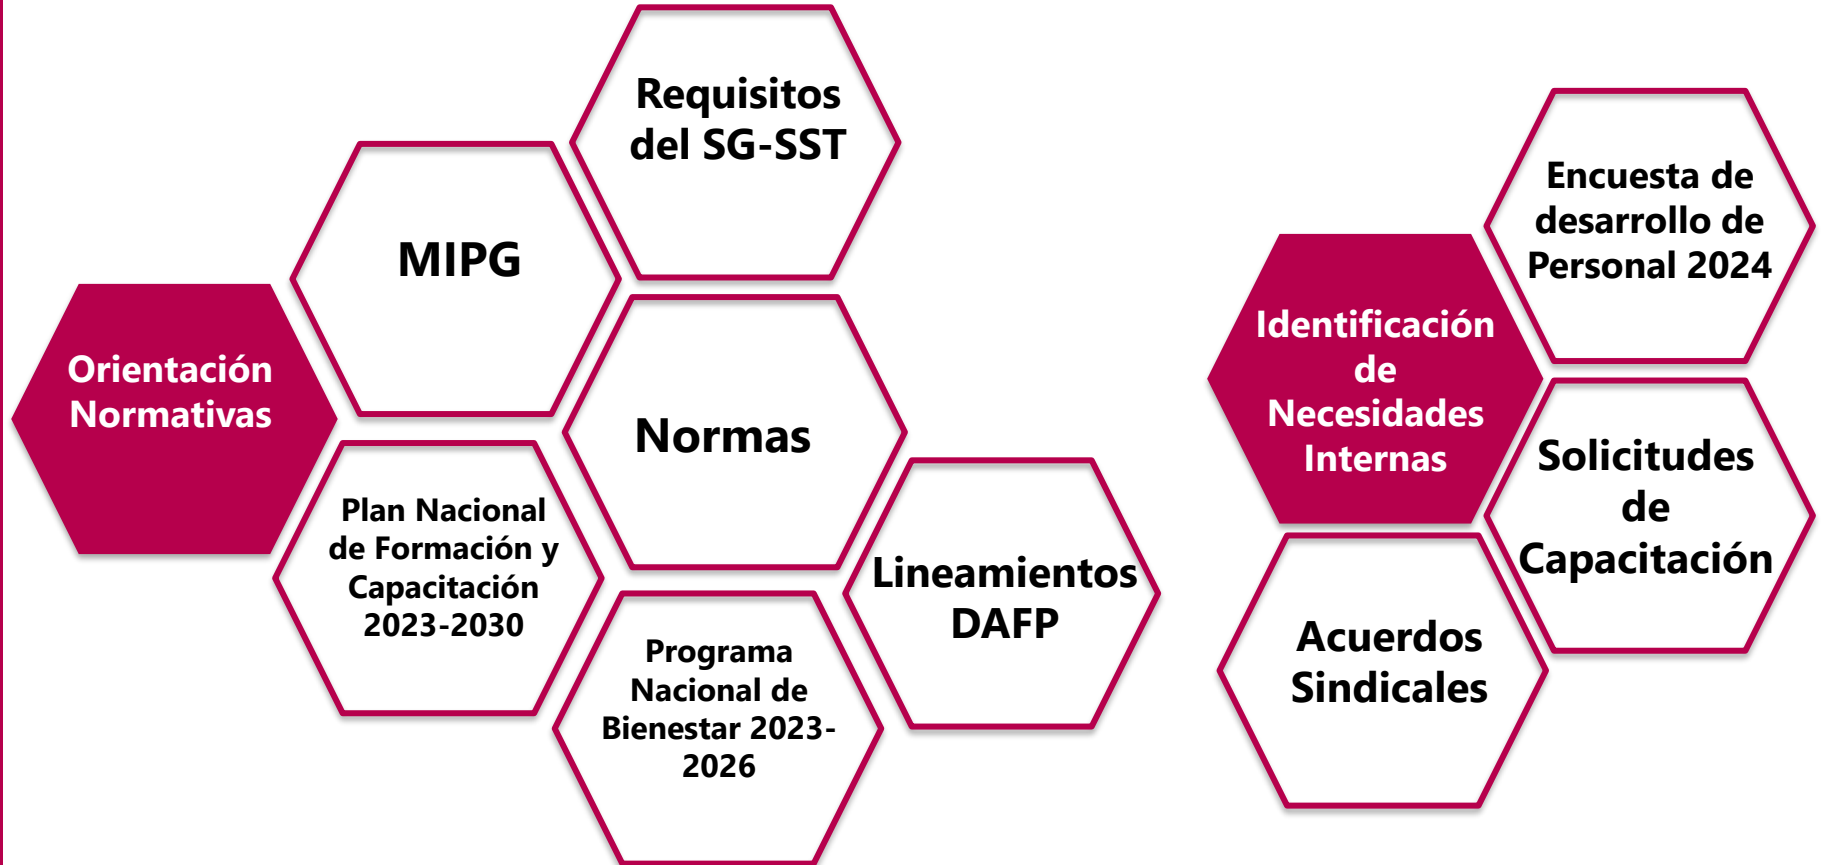 Orientación
Normativas
MIPG
Requisitos
del SG-SST
Normas
Plan Nacional
de Formación y
Capacitación
2023-2030
Programa
Nacional de
Bienestar 2023-
2026
Lineamientos
DAFP
Identificación
de
Necesidades
Internas
Encuesta de
desarrollo de
Personal 2024
Solicitudes
de
Capacitación
Acuerdos
Sindicales